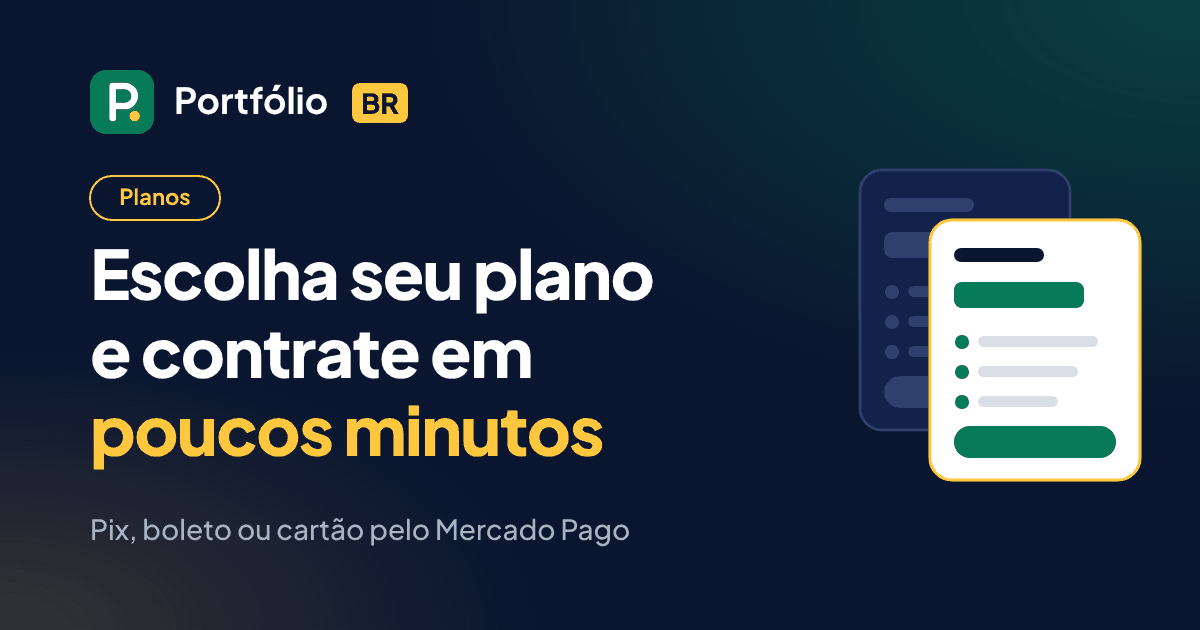 P.
Portfólio BR
Planos
Escolha seu plano
e contrate em
poucos minutos
Pix, boleto ou cartão pelo Mercado Pago